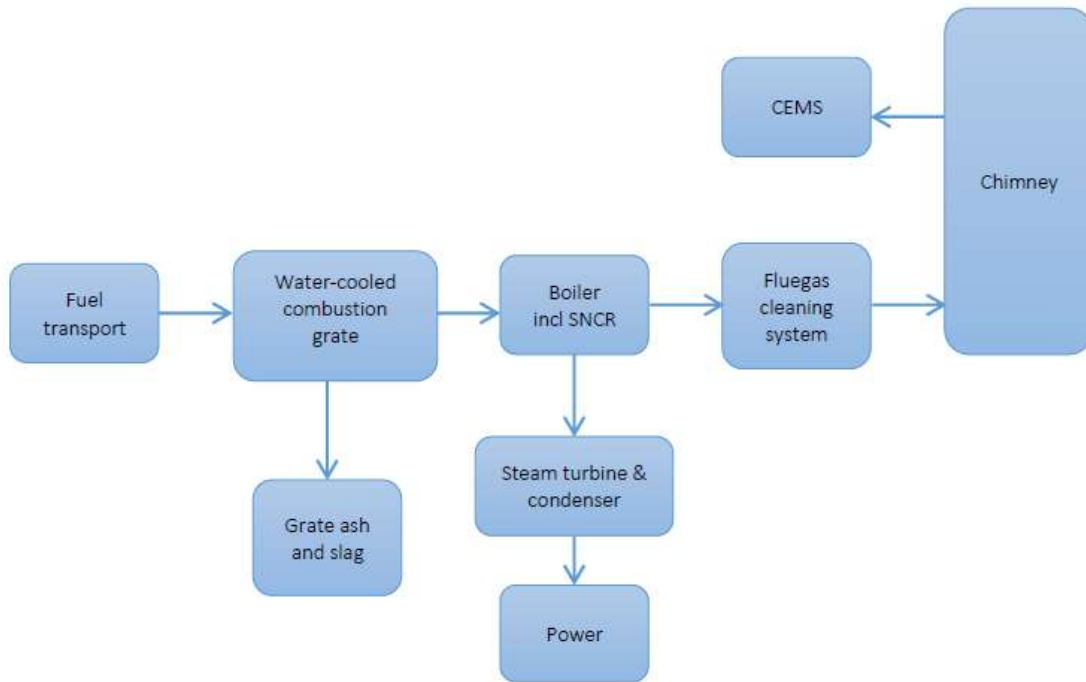 CEMS
Chimney
Fuel
transport
Water-cooled
combustion
grate
Boiler
incl SNCR
Fluegas
cleaning
system
Grate ash
and slag
Steam turbine &
condenser
Power